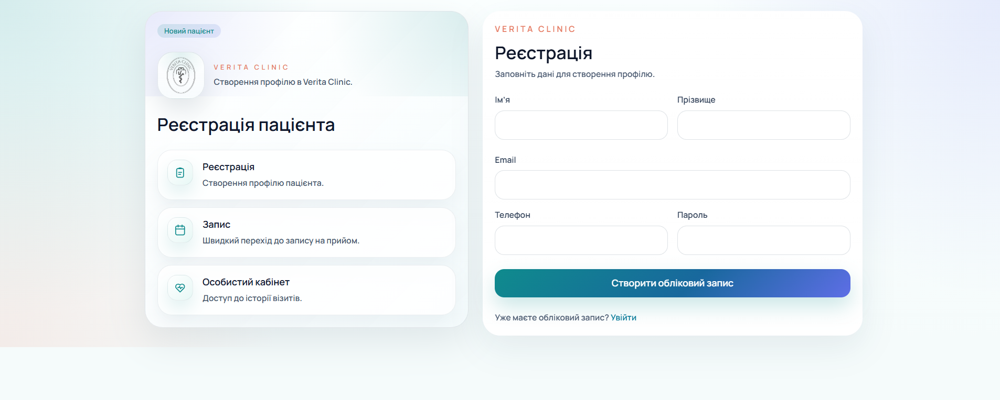 Новий пацієнт
VERITA CLINIC
VERITA CLINIC
Створення профілю в Verita Clinic.
Реєстрація пацієнта
Реєстрація
Створення профілю пацієнта.
Запис
Швидкий перехід до запису на прийом.
Особистий кабінет
Доступ до історії візитів.
VERITA CLINIC
Реєстрація
Заповніть дані для створення профілю.
Ім’я
Прізвище
Email
Телефон
Пароль
Створити обліковий запис
Уже маєте обліковий запис? Увійти